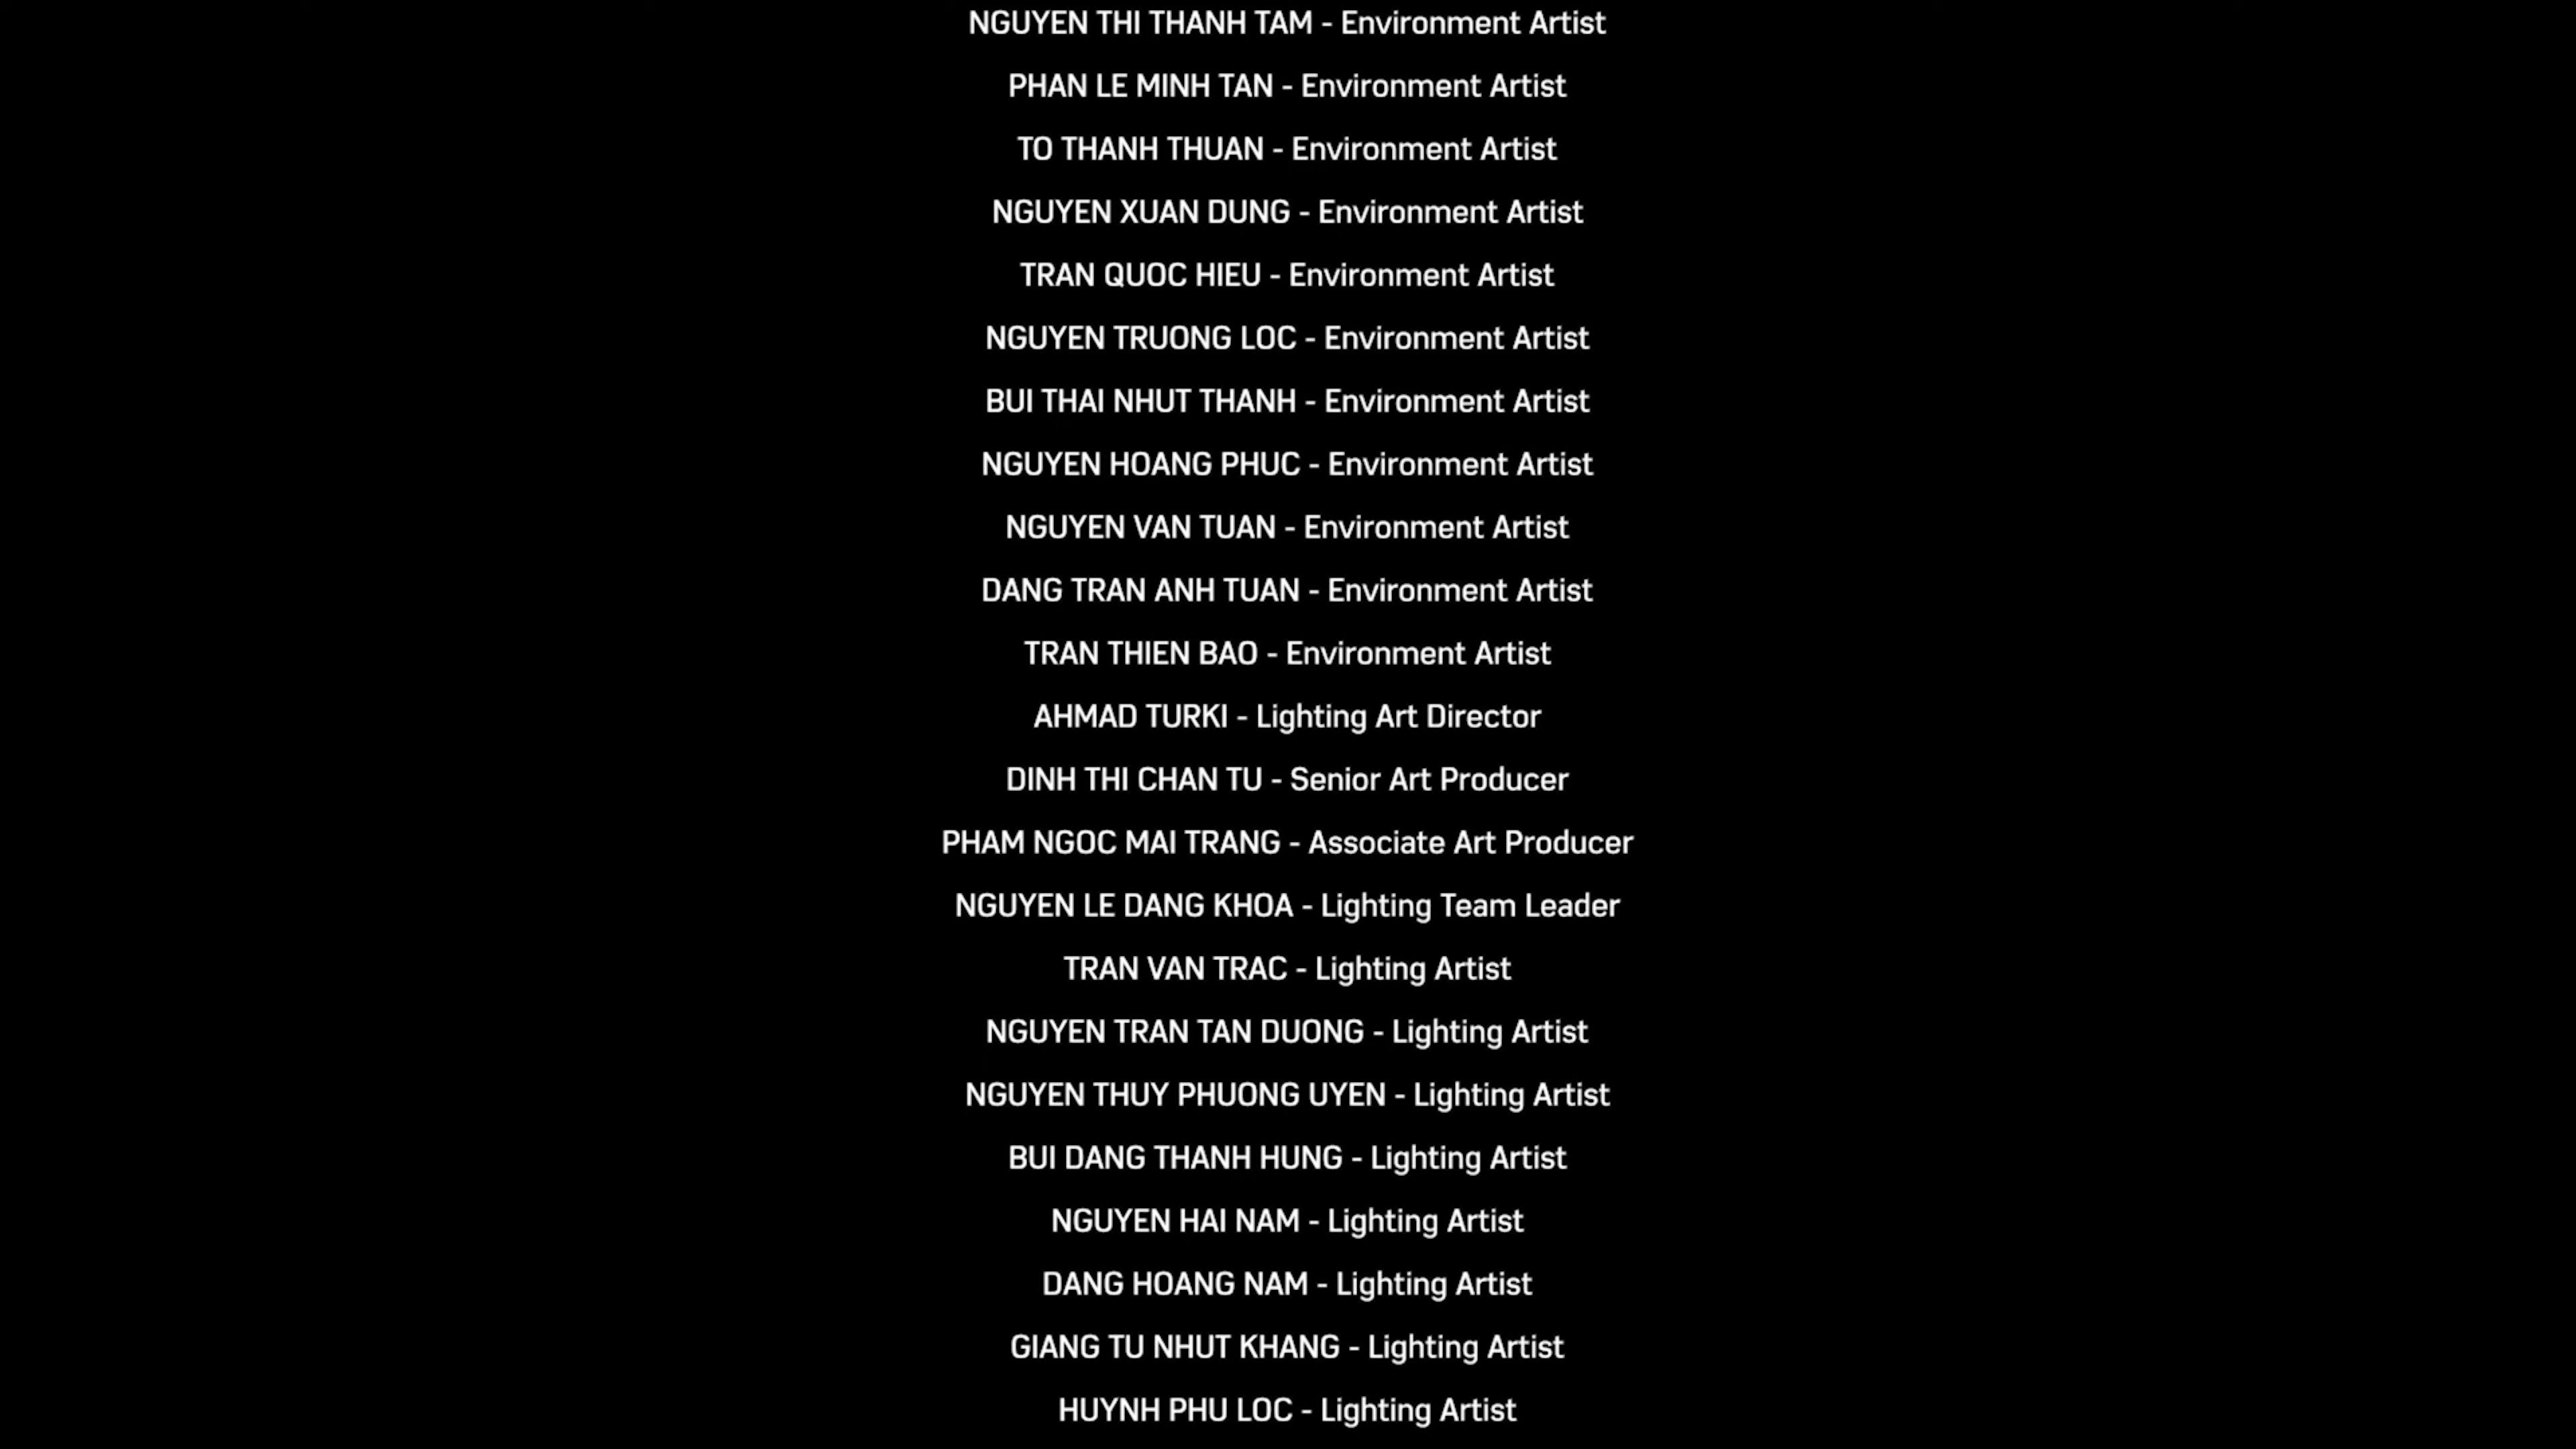 NGUYEN THI THANH TAM - Environment Artist
PHAN LE MINH TAN - Environment Artist
TO THANH THUAN - Environment Artist
NGUYEN XUAN DUNG - Environment Artist
TRAN QUOC HIEU - Environment Artist
NGUYEN TRUONG LOC - Environment Artist
BUI THAI NHUT THANH - Environment Artist
NGUYEN HOANG PHUC - Environment Artist
NGUYEN VAN TUAN - Environment Artist
DANG TRAN ANH TUAN - Environment Artist
TRAN THIEN BAO - Environment Artist
AHMAD TURKI - Lighting Art Director
DINH THI CHAN TU - Senior Art Producer
PHAM NGOC MAI TRANG - Associate Art Producer
NGUYEN LE DANG KHOA - Lighting Team Leader
TRAN VAN TRAC - Lighting Artist
NGUYEN TRAN TAN DUONG - Lighting Artist
NGUYEN THUY PHUONG UYEN - Lighting Artist
BUI DANG THANH HUNG - Lighting Artist
NGUYEN HAI NAM - Lighting Artist
DANG HOANG NAM - Lighting Artist
GIANG TU NHUT KHANG - Lighting Artist
HUYNH PHU LOC - Lighting Artist